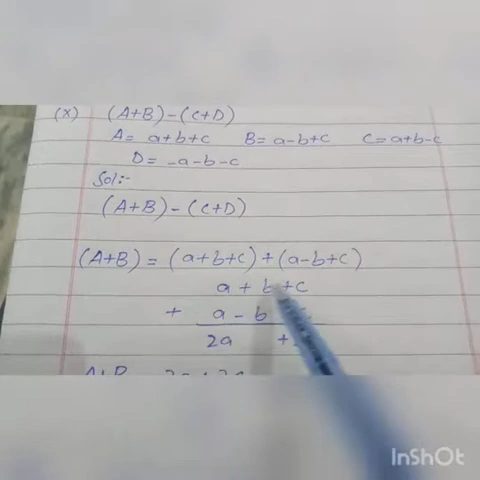 (x) (A+B)-(C+D)
A= a+b+c B= a-b+c C= a+b-c
D= -a-b-c
Sol:-
(A+B)-(C+D)
(A+B) = (a+b+c)+(a-b+c)
a + b + c
+ a - b
2a +
InShOt